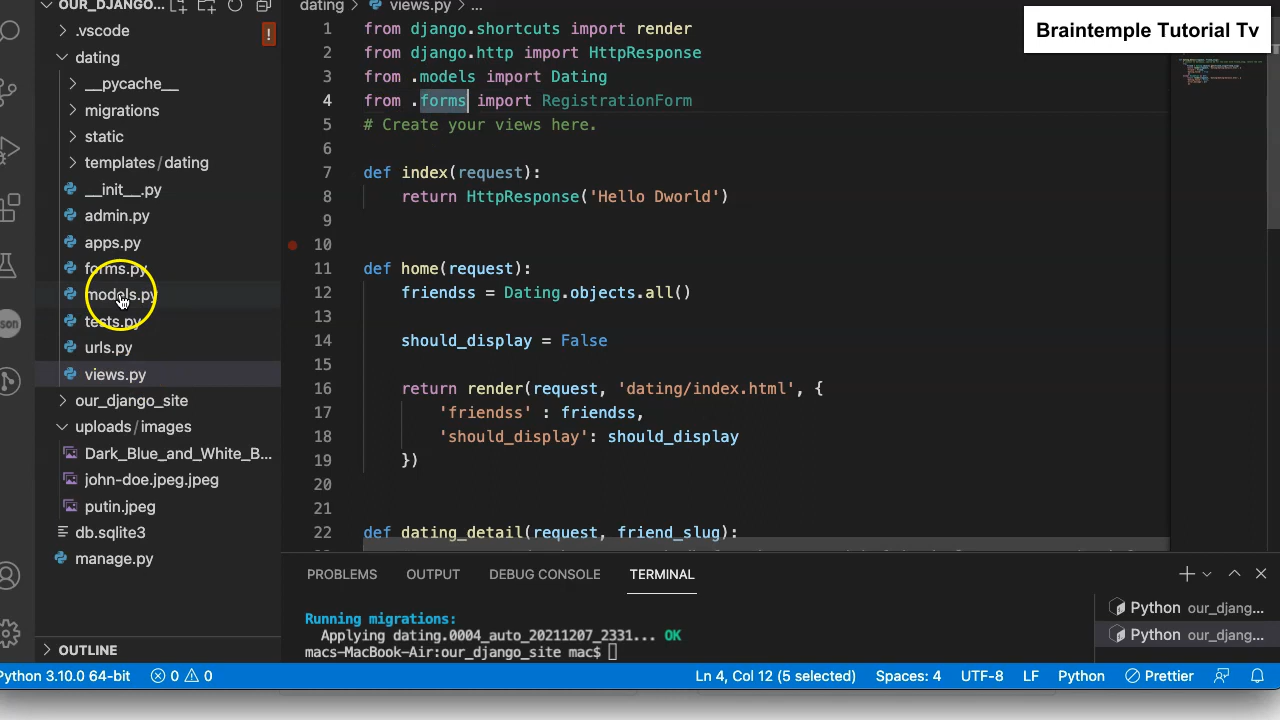 OUR_DJANGO...
.vscode
dating
__pycache__
migrations
static
templates/dating
__init__.py
admin.py
apps.py
forms.py
models.py
tests.py
urls.py
views.py
our_django_site
uploads/images
Dark_Blue_and_White_B...
john-doe.jpeg.jpeg
putin.jpeg
db.sqlite3
manage.py
OUTLINE
dating > views.py > ...
Braintemple Tutorial Tv
1 from django.shortcuts import render
2 from django.http import HttpResponse
3 from .models import Dating
4 from .forms import RegistrationForm
5 # Create your views here.
6
7 def index(request):
8 return HttpResponse('Hello Dworld')
9
10
11 def home(request):
12 friendss = Dating.objects.all()
13
14 should_display = False
15
16 return render(request, 'dating/index.html', {
17 'friendss' : friendss,
18 'should_display': should_display
19 })
20
21
22 def dating_detail(request, friend_slug):
PROBLEMS OUTPUT DEBUG CONSOLE TERMINAL
Running migrations:
Applying dating.0004_auto_20211207_2331... OK
macs-MacBook-Air:our_django_site mac$
Python our_djang...
Python our_djang...
Python 3.10.0 64-bit 0 0 Ln 4, Col 12 (5 selected) Spaces: 4 UTF-8 LF Python Prettier